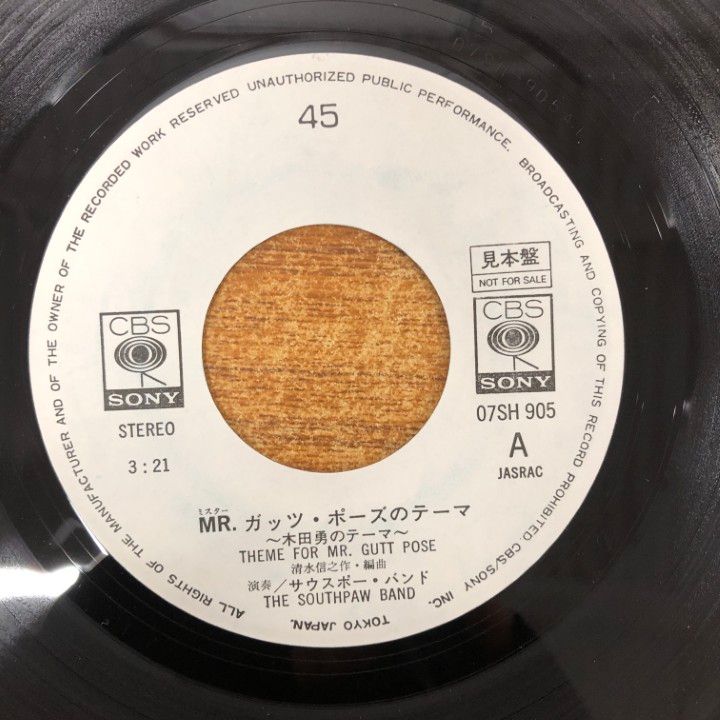 ALL RIGHTS OF THE MANUFACTURER AND OF THE OWNER OF THE RECORDED WORK RESERVED UNAUTHORIZED PUBLIC PERFORMANCE. BROADCASTING AND COPYING OF THIS RECORD PROHIBITED CBS/SONY INC.
TOKYO JAPAN.
45
見本盤
NOT FOR SALE
CBS
SONY
CBS
SONY
STEREO
3:21
07SH 905
A
JASRAC
ミスター
MR. ガッツ・ポーズのテーマ
〜木田勇のテーマ〜
THEME FOR MR. GUTT POSE
清水信之作・編曲
演奏/サウスポー・バンド
THE SOUTHPAW BAND